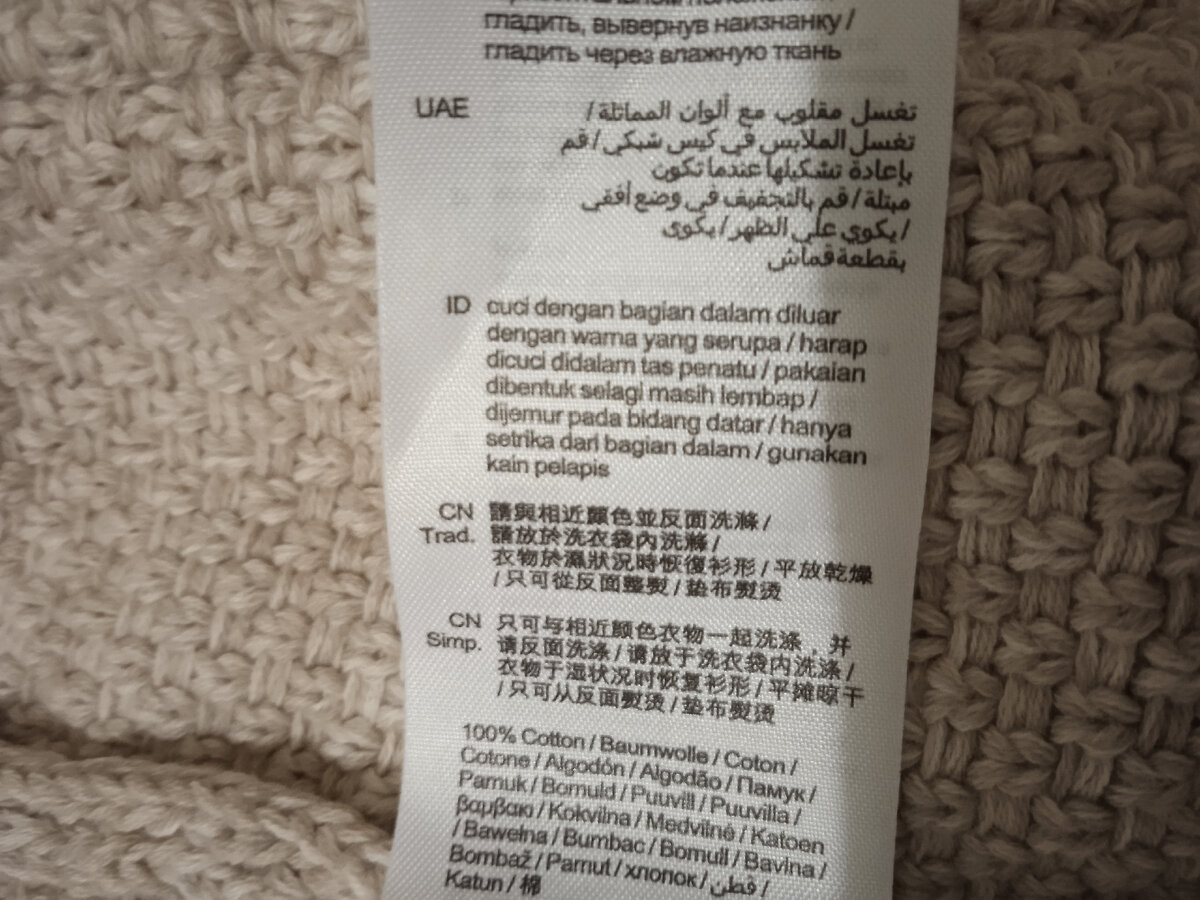 гладить, вывернув наизнанку /
гладить через влажную ткань
UAE تغسل مقلوب مع ألوان المماثلة /
تغسل الملابس في كيس شبكي / قم
بإعادة تشكيلها عندما تكون
مبتلة / قم بالتجفيف في وضع أفقي
/ يكوي على الظهر / يكوى
بقطعة قماش
ID cuci dengan bagian dalam diluar
dengan warna yang serupa / harap
dicuci didalam tas penatu / pakaian
dibentuk selagi masih lembap /
dijemur pada bidang datar / hanya
setrika dari bagian dalam / gunakan
kain pelapis
CN 請與相近顏色並反面洗滌 /
Trad. 請放於洗衣袋內洗滌 /
衣物於濕狀況時恢復衫形 / 平放乾燥
/ 只可從反面整熨 / 墊布熨燙
CN 只可与相近颜色衣物一起洗涤，并
Simp. 请反面洗涤 / 请放于洗衣袋内洗涤 /
衣物于湿状况时恢复衫形 / 平摊晾干
/ 只可从反面熨烫 / 垫布熨烫
100% Cotton / Baumwolle / Coton /
Cotone / Algodón / Algodão / Памук /
Pamuk / Bomuld / Puuvill / Puuvilla /
βαμβακι / Kokvilna / Medvilnė / Katoen
/ Bawełna / Bumbac / Bomull / Bavlna /
Bombaž / Pamut / хлопок / قطن /
Katun / 棉